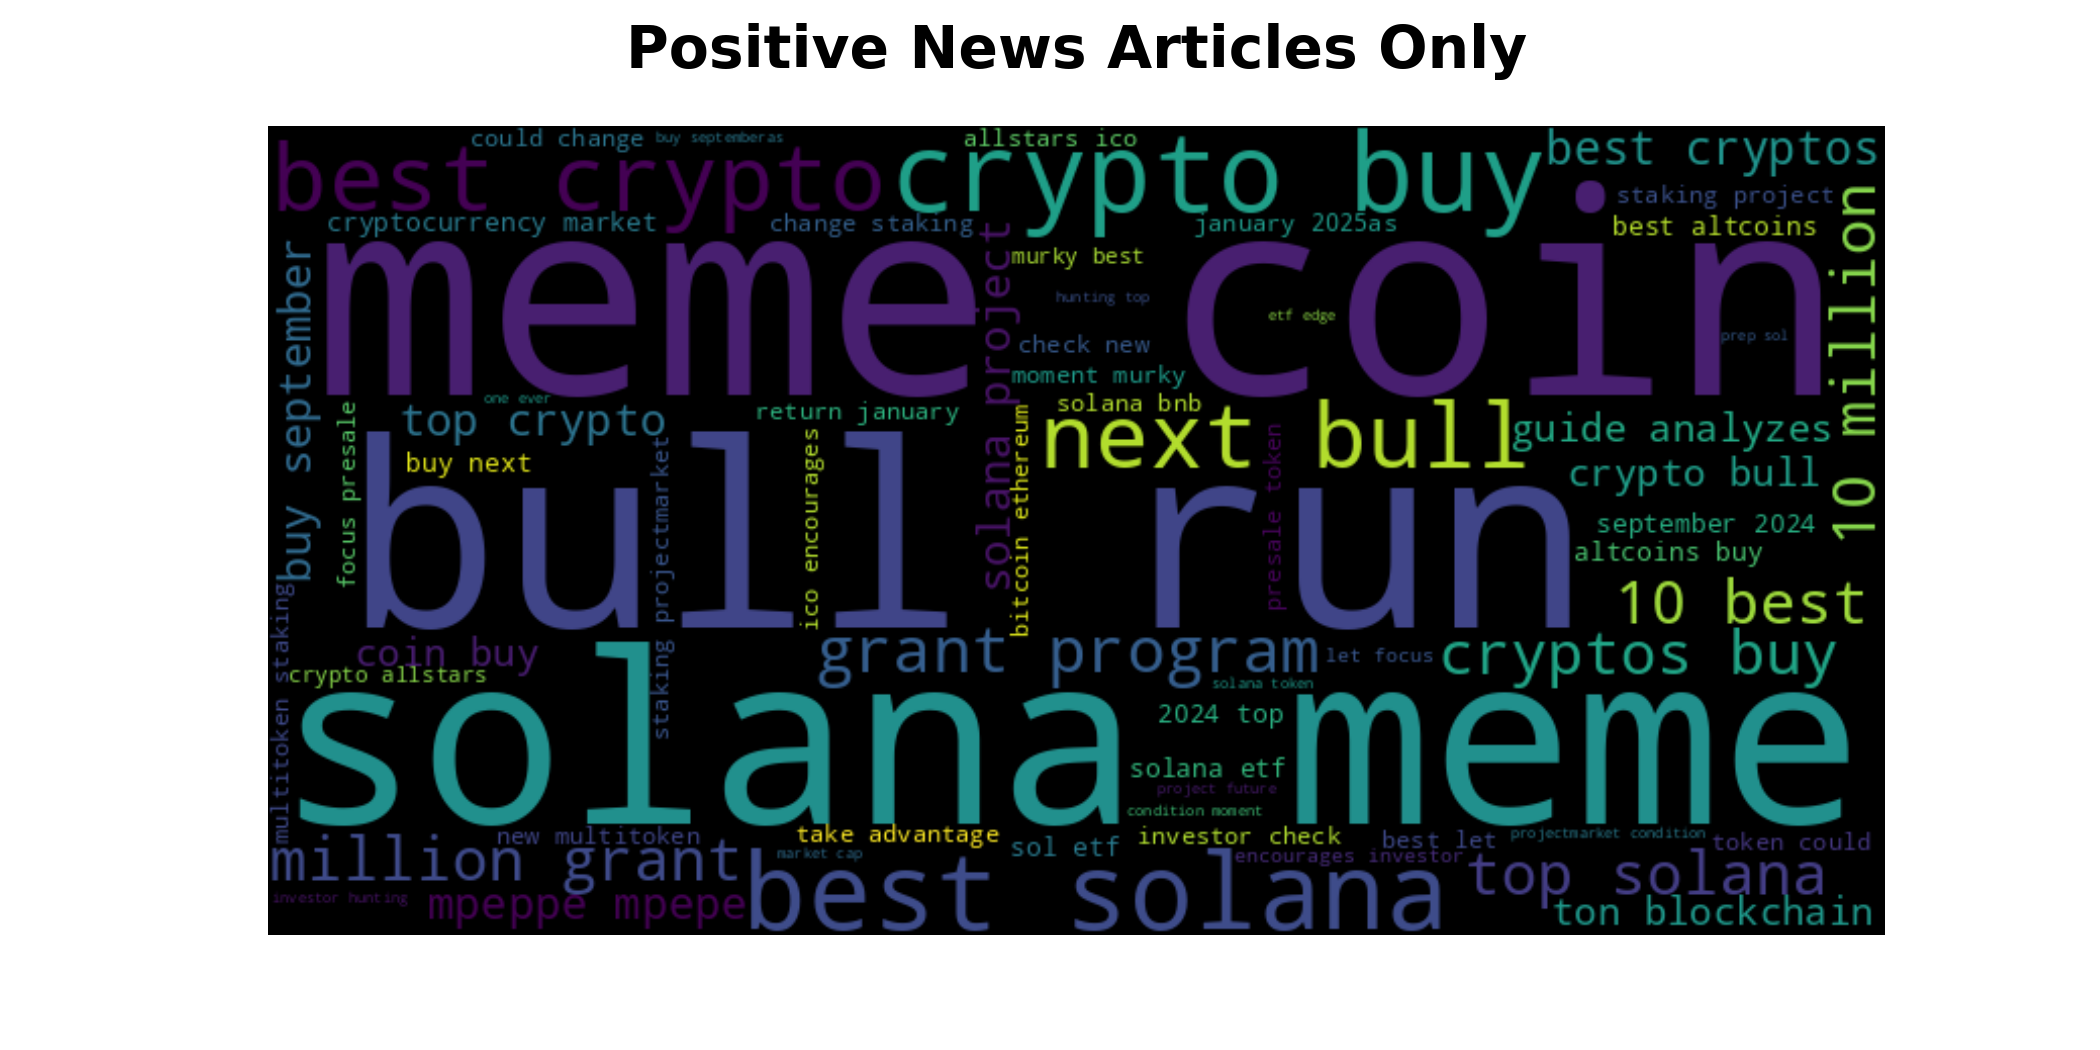 Positive News Articles Only
could change
buy septemberas
allstars ico
best crypto
crypto buy
best cryptos
staking project
cryptocurrency market
change staking
january 2025as
best altcoins
meme coin
murky best
hunting top
etf edge
check new
prep sol
moment murky
10 million
buy september
solana project
one ever
top crypto
return january
solana bnb
next bull
guide analyzes
focus presale
buy next
staking projectmarket
ico encourages
bitcoin ethereum
presale token
crypto bull
bull run
september 2024
altcoins buy
10 best
multitoken staking
coin buy
grant program
let focus
cryptos buy
crypto allstars
solana token
solana meme
2024 top
solana etf
project future
condition moment
new multitoken
take advantage
sol etf
investor check
best let
projectmarket condition
token could
million grant
market cap
encourages investor
best solana
top solana
investor hunting
mpeppe mpepe
ton blockchain